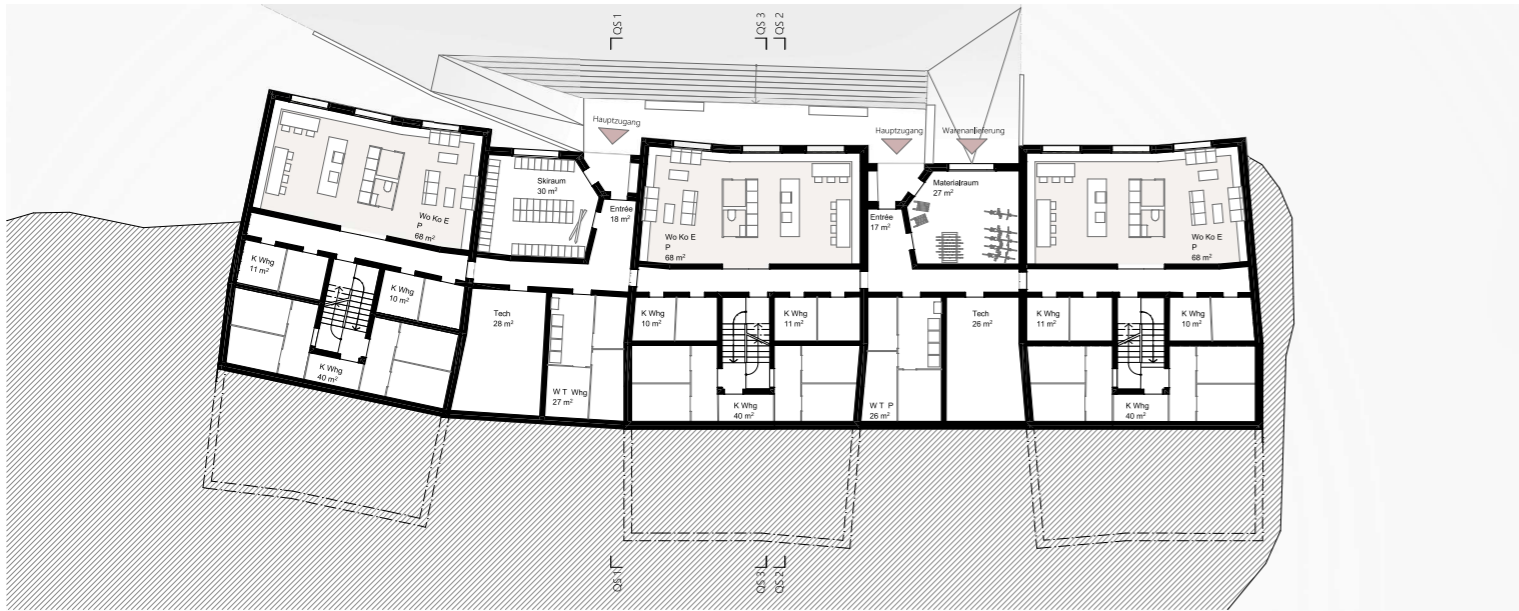 QS 1
QS 3
QS 2
Hauptzugang
Hauptzugang
Warenanlieferung
Skiraum
30 m²
Materialraum
27 m²
Wo Ko E
P
68 m²
Entrée
18 m²
Wo Ko E
P
68 m²
Entrée
17 m²
Wo Ko E
P
68 m²
K Whg
11 m²
K Whg
10 m²
Tech
28 m²
K Whg
10 m²
K Whg
11 m²
Tech
26 m²
K Whg
11 m²
K Whg
10 m²
K Whg
40 m²
W T Whg
27 m²
K Whg
40 m²
W T P
26 m²
K Whg
40 m²
QS 1
QS 3
QS 2